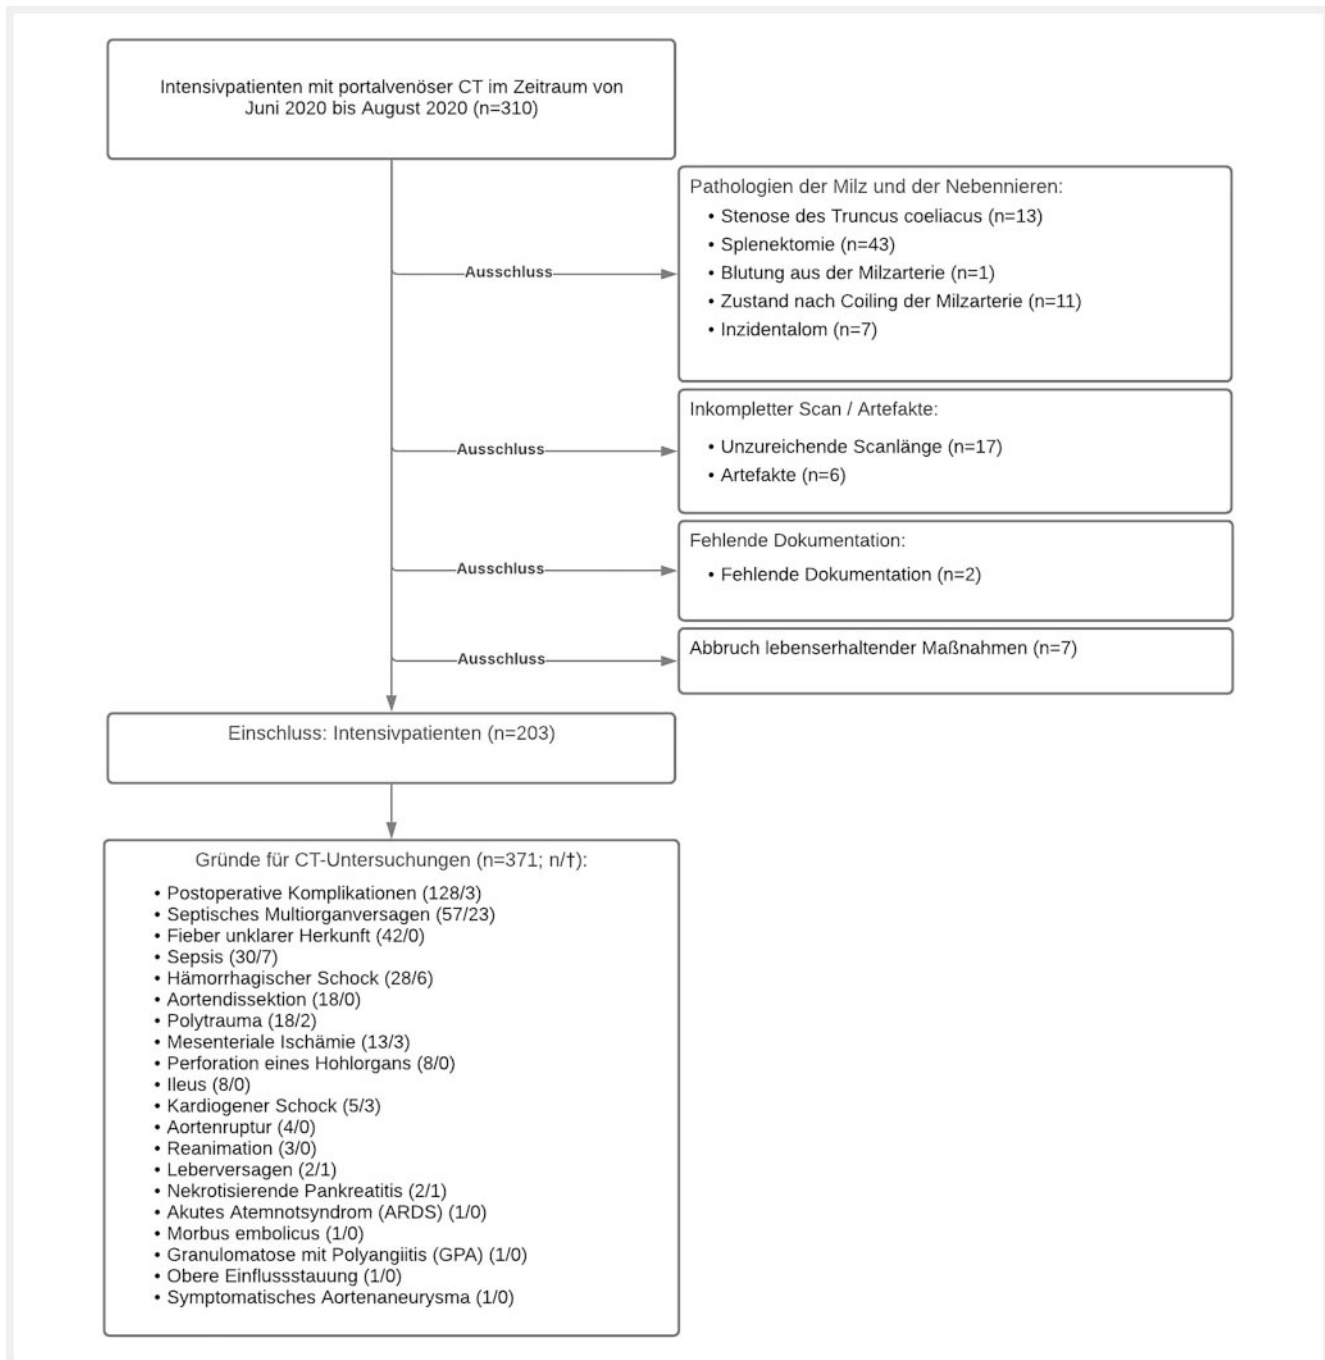 Intensivpatienten mit portalvenöser CT im Zeitraum von
Juni 2020 bis August 2020 (n=310)
Ausschluss
Pathologien der Milz und der Nebennieren:
• Stenose des Truncus coeliacus (n=13)
• Splenektomie (n=43)
• Blutung aus der Milzarterie (n=1)
• Zustand nach Coiling der Milzarterie (n=11)
• Inzidentalom (n=7)
Ausschluss
Inkompletter Scan / Artefakte:
• Unzureichende Scanlänge (n=17)
• Artefakte (n=6)
Ausschluss
Fehlende Dokumentation:
• Fehlende Dokumentation (n=2)
Ausschluss
Abbruch lebenserhaltender Maßnahmen (n=7)
Einschluss: Intensivpatienten (n=203)
Gründe für CT-Untersuchungen (n=371; n/†):
• Postoperative Komplikationen (128/3)
• Septisches Multiorganversagen (57/23)
• Fieber unklarer Herkunft (42/0)
• Sepsis (30/7)
• Hämorrhagischer Schock (28/6)
• Aortendissektion (18/0)
• Polytrauma (18/2)
• Mesenteriale Ischämie (13/3)
• Perforation eines Hohlorgans (8/0)
• Ileus (8/0)
• Kardiogener Schock (5/3)
• Aortenruptur (4/0)
• Reanimation (3/0)
• Leberversagen (2/1)
• Nekrotisierende Pankreatitis (2/1)
• Akutes Atemnotsyndrom (ARDS) (1/0)
• Morbus embolicus (1/0)
• Granulomatose mit Polyangiitis (GPA) (1/0)
• Obere Einflussstauung (1/0)
• Symptomatisches Aortenaneurysma (1/0)